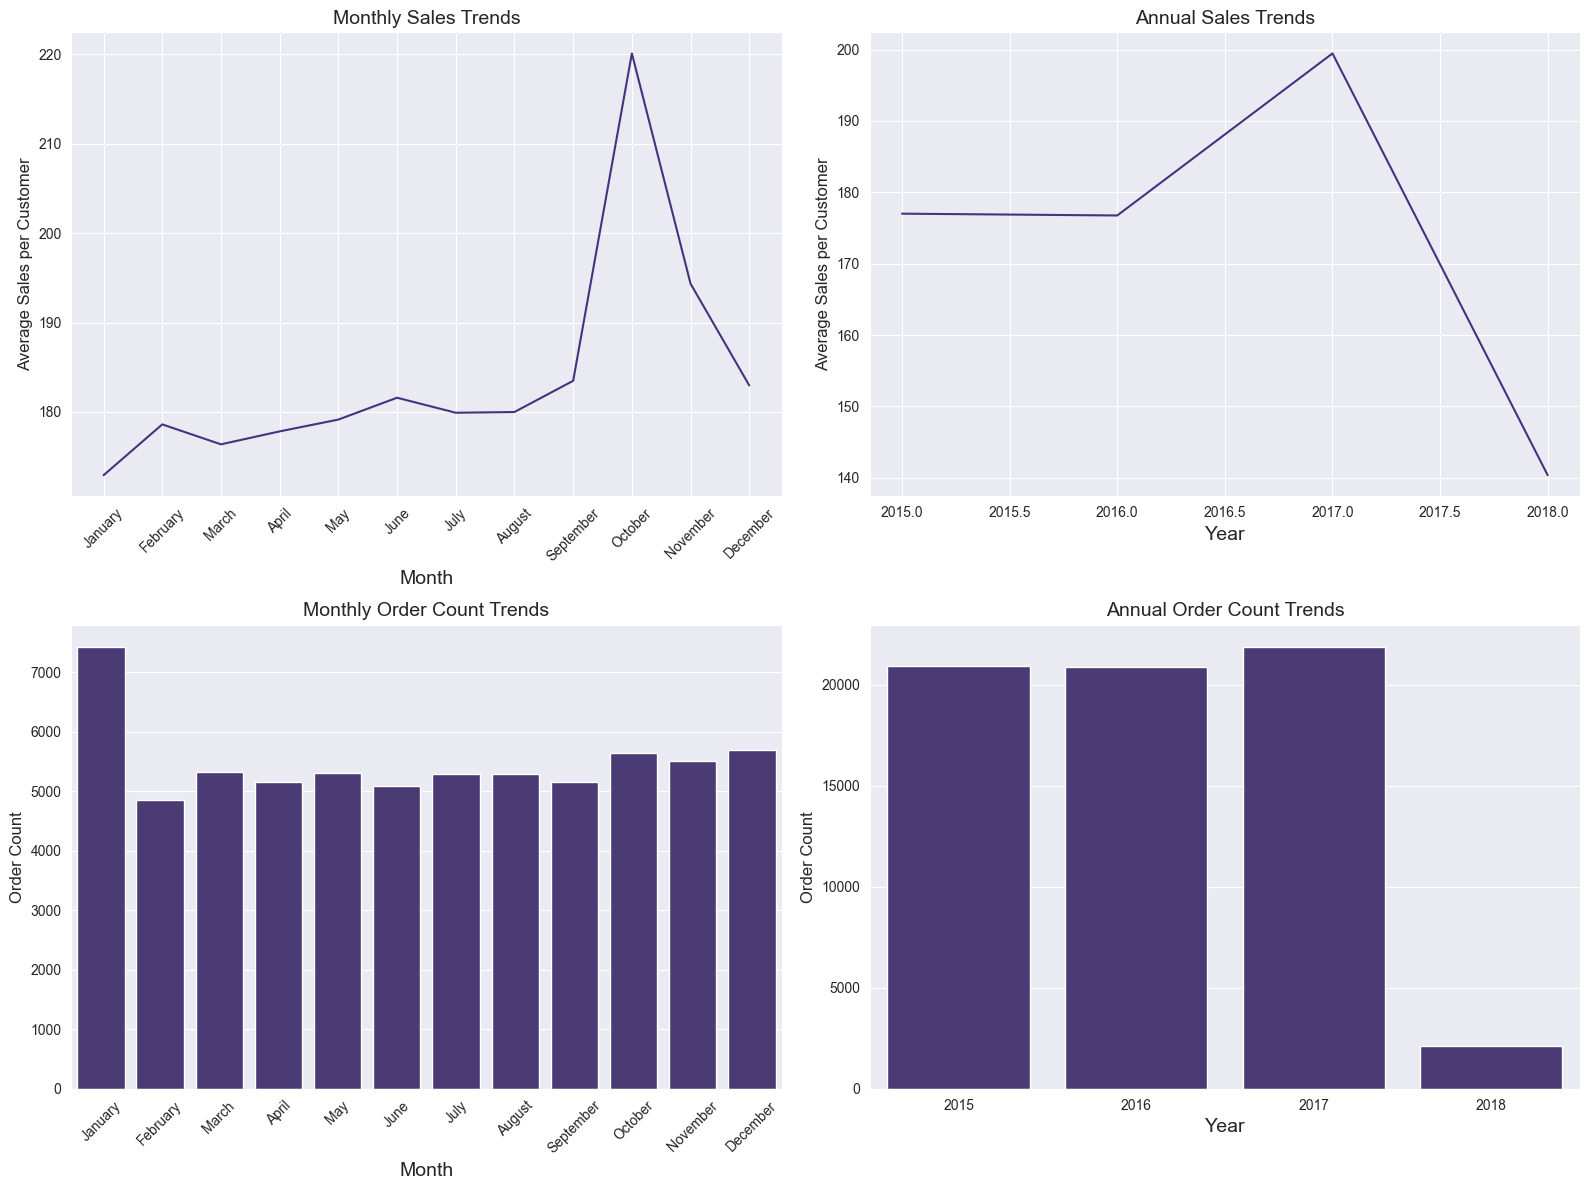 Monthly Sales Trends
Average Sales per Customer
220
210
200
190
180
January February March April May June July August September October November December
Month
Annual Sales Trends
Average Sales per Customer
200
190
180
170
160
150
140
2015.0 2015.5 2016.0 2016.5 2017.0 2017.5 2018.0
Year
Monthly Order Count Trends
Order Count
7000
6000
5000
4000
3000
2000
1000
0
January February March April May June July August September October November December
Month
Annual Order Count Trends
Order Count
20000
15000
10000
5000
0
2015 2016 2017 2018
Year